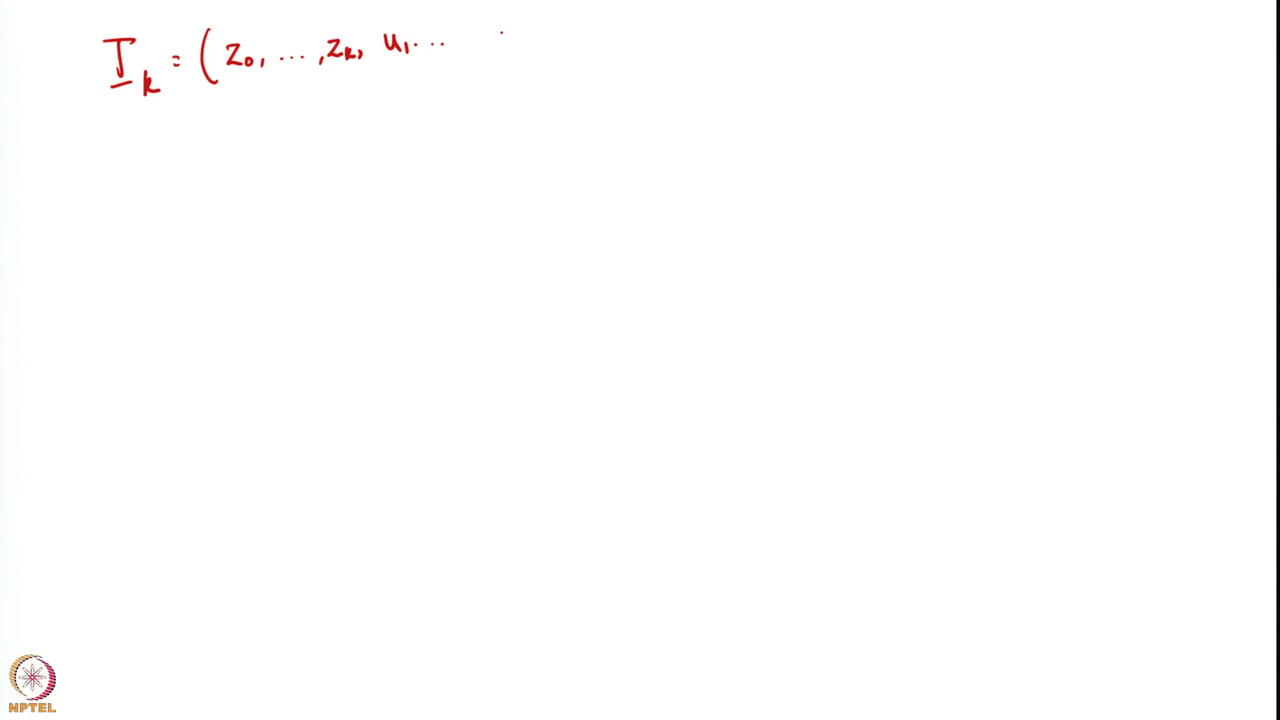 I_k = (z_0, ..., z_k, u_1 ...
NPTEL